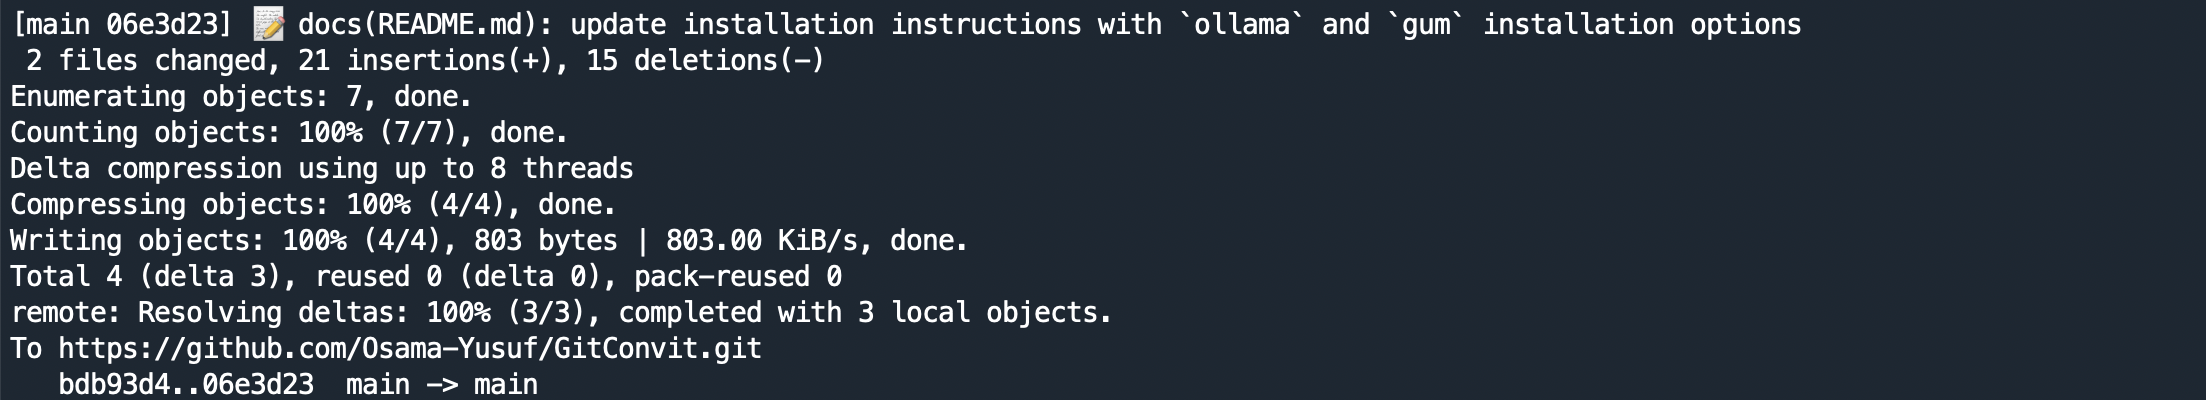 [main 06e3d23] 📝 docs(README.md): update installation instructions with `ollama` and `gum` installation options
 2 files changed, 21 insertions(+), 15 deletions(-)
Enumerating objects: 7, done.
Counting objects: 100% (7/7), done.
Delta compression using up to 8 threads
Compressing objects: 100% (4/4), done.
Writing objects: 100% (4/4), 803 bytes | 803.00 KiB/s, done.
Total 4 (delta 3), reused 0 (delta 0), pack-reused 0
remote: Resolving deltas: 100% (3/3), completed with 3 local objects.
To https://github.com/Osama-Yusuf/GitConvit.git
   bdb93d4..06e3d23  main -> main